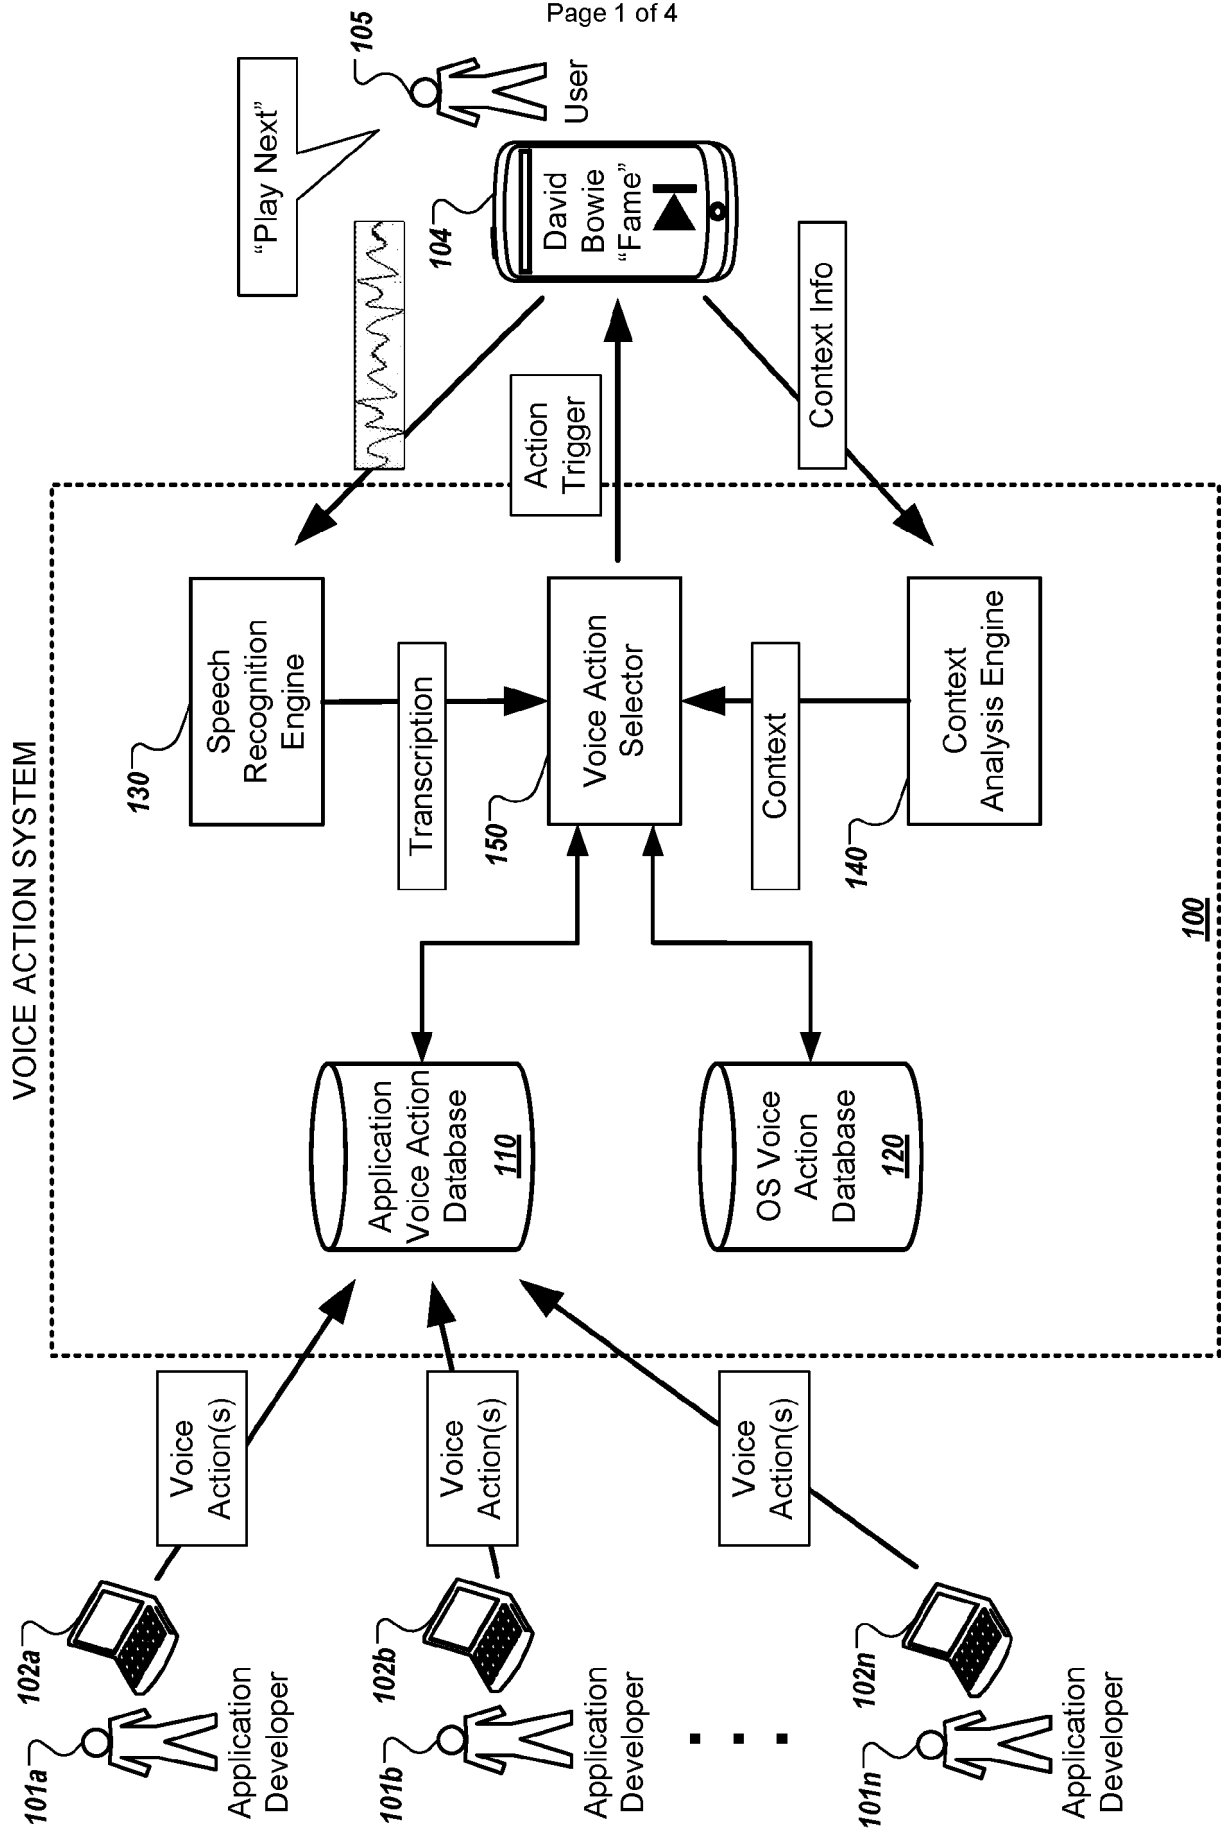 Page 1 of 4
VOICE ACTION SYSTEM
101a
102a
Application
Developer
Voice
Action(s)
101b
102b
Application
Developer
Voice
Action(s)
101n
102n
Application
Developer
Voice
Action(s)
Application
Voice Action
Database
110
OS Voice
Action
Database
120
130
Speech
Recognition
Engine
Transcription
150
Voice Action
Selector
Context
140
Context
Analysis Engine
100
Action
Trigger
Context Info
"Play Next"
104
David
Bowie
"Fame"
105
User